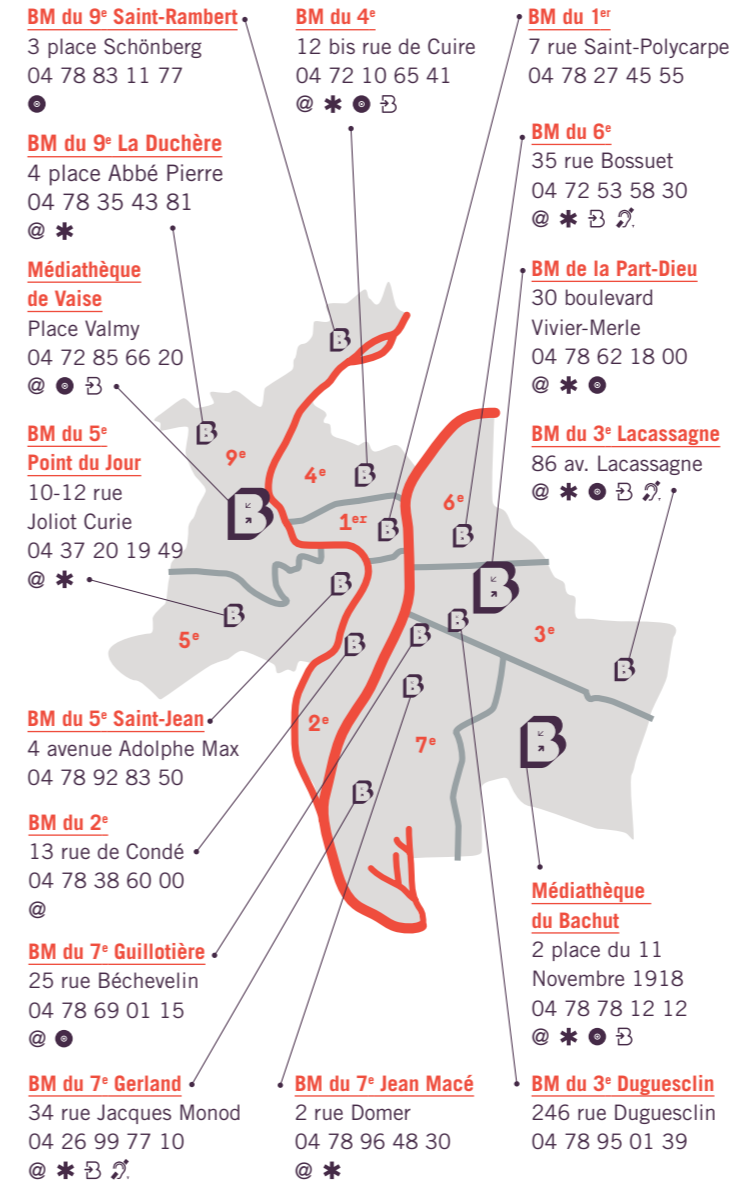 BM du 9e Saint-Rambert
3 place Schönberg
04 78 83 11 77
BM du 4e
12 bis rue de Cuire
04 72 10 65 41
@ *
BM du 1er
7 rue Saint-Polycarpe
04 78 27 45 55
BM du 9e La Duchère
4 place Abbé Pierre
04 78 35 43 81
@ *
BM du 6e
35 rue Bossuet
04 72 53 58 30
@ *
Médiathèque
de Vaise
Place Valmy
04 72 85 66 20
@
BM de la Part-Dieu
30 boulevard
Vivier-Merle
04 78 62 18 00
@ *
BM du 5e
Point du Jour
10-12 rue
Joliot Curie
04 37 20 19 49
@ *
BM du 3e Lacassagne
86 av. Lacassagne
@ *
9e
4e
1er
6e
5e
3e
2e
7e
BM du 5e Saint-Jean
4 avenue Adolphe Max
04 78 92 83 50
BM du 2e
13 rue de Condé
04 78 38 60 00
@
BM du 7e Guillotière
25 rue Béchevelin
04 78 69 01 15
@
Médiathèque
du Bachut
2 place du 11
Novembre 1918
04 78 78 12 12
@ *
BM du 7e Gerland
34 rue Jacques Monod
04 26 99 77 10
@ *
BM du 7e Jean Macé
2 rue Domer
04 78 96 48 30
@ *
BM du 3e Duguesclin
246 rue Duguesclin
04 78 95 01 39